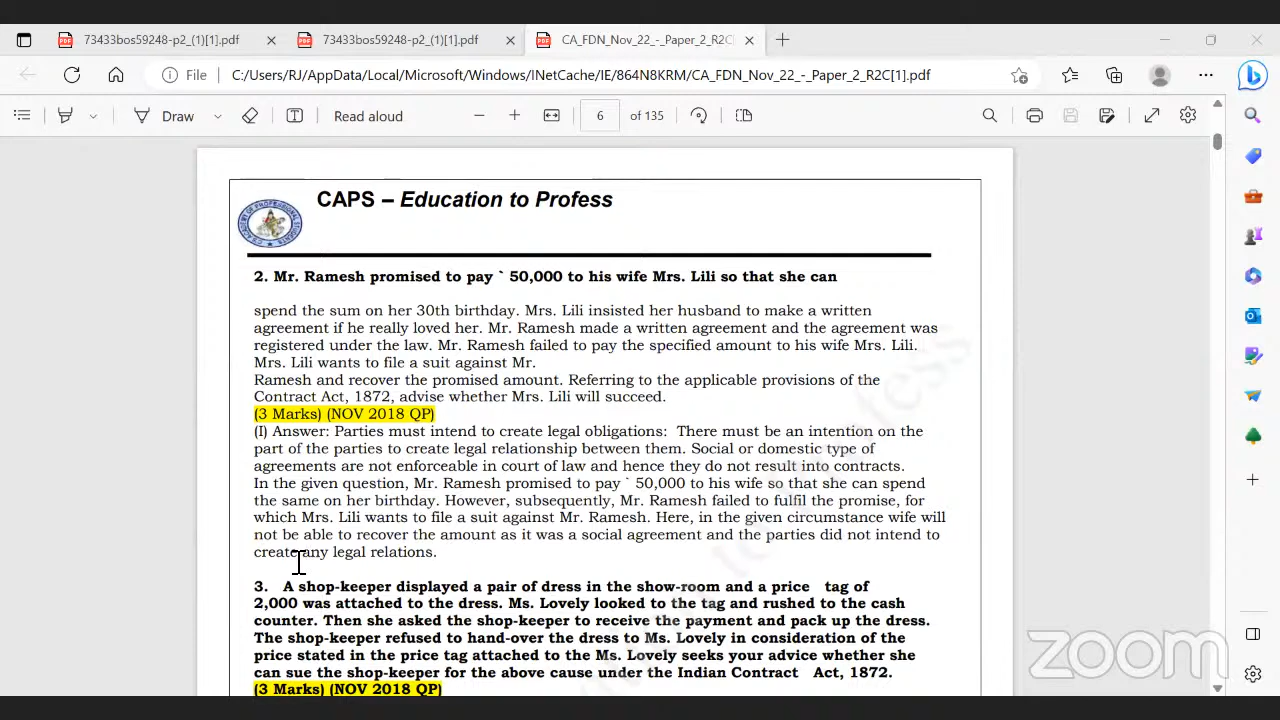 73433bos59248-p2_(1)[1].pdf
73433bos59248-p2_(1)[1].pdf
CA_FDN_Nov_22_-_Paper_2_R2C
File
C:/Users/RJ/AppData/Local/Microsoft/Windows/INetCache/IE/864N8KRM/CA_FDN_Nov_22_-_Paper_2_R2C[1].pdf
Draw
Read aloud
6
of 135
CAPS – Education to Profess
2. Mr. Ramesh promised to pay ` 50,000 to his wife Mrs. Lili so that she can
spend the sum on her 30th birthday. Mrs. Lili insisted her husband to make a written
agreement if he really loved her. Mr. Ramesh made a written agreement and the agreement was
registered under the law. Mr. Ramesh failed to pay the specified amount to his wife Mrs. Lili.
Mrs. Lili wants to file a suit against Mr.
Ramesh and recover the promised amount. Referring to the applicable provisions of the
Contract Act, 1872, advise whether Mrs. Lili will succeed.
(3 Marks) (NOV 2018 QP)
(I) Answer: Parties must intend to create legal obligations: There must be an intention on the
part of the parties to create legal relationship between them. Social or domestic type of
agreements are not enforceable in court of law and hence they do not result into contracts.
In the given question, Mr. Ramesh promised to pay ` 50,000 to his wife so that she can spend
the same on her birthday. However, subsequently, Mr. Ramesh failed to fulfil the promise, for
which Mrs. Lili wants to file a suit against Mr. Ramesh. Here, in the given circumstance wife will
not be able to recover the amount as it was a social agreement and the parties did not intend to
create any legal relations.
3. A shop-keeper displayed a pair of dress in the show-room and a price tag of
2,000 was attached to the dress. Ms. Lovely looked to the tag and rushed to the cash
counter. Then she asked the shop-keeper to receive the payment and pack up the dress.
The shop-keeper refused to hand-over the dress to Ms. Lovely in consideration of the
price stated in the price tag attached to the Ms. Lovely seeks your advice whether she
can sue the shop-keeper for the above cause under the Indian Contract Act, 1872.
(3 Marks) (NOV 2018 QP)
zoom